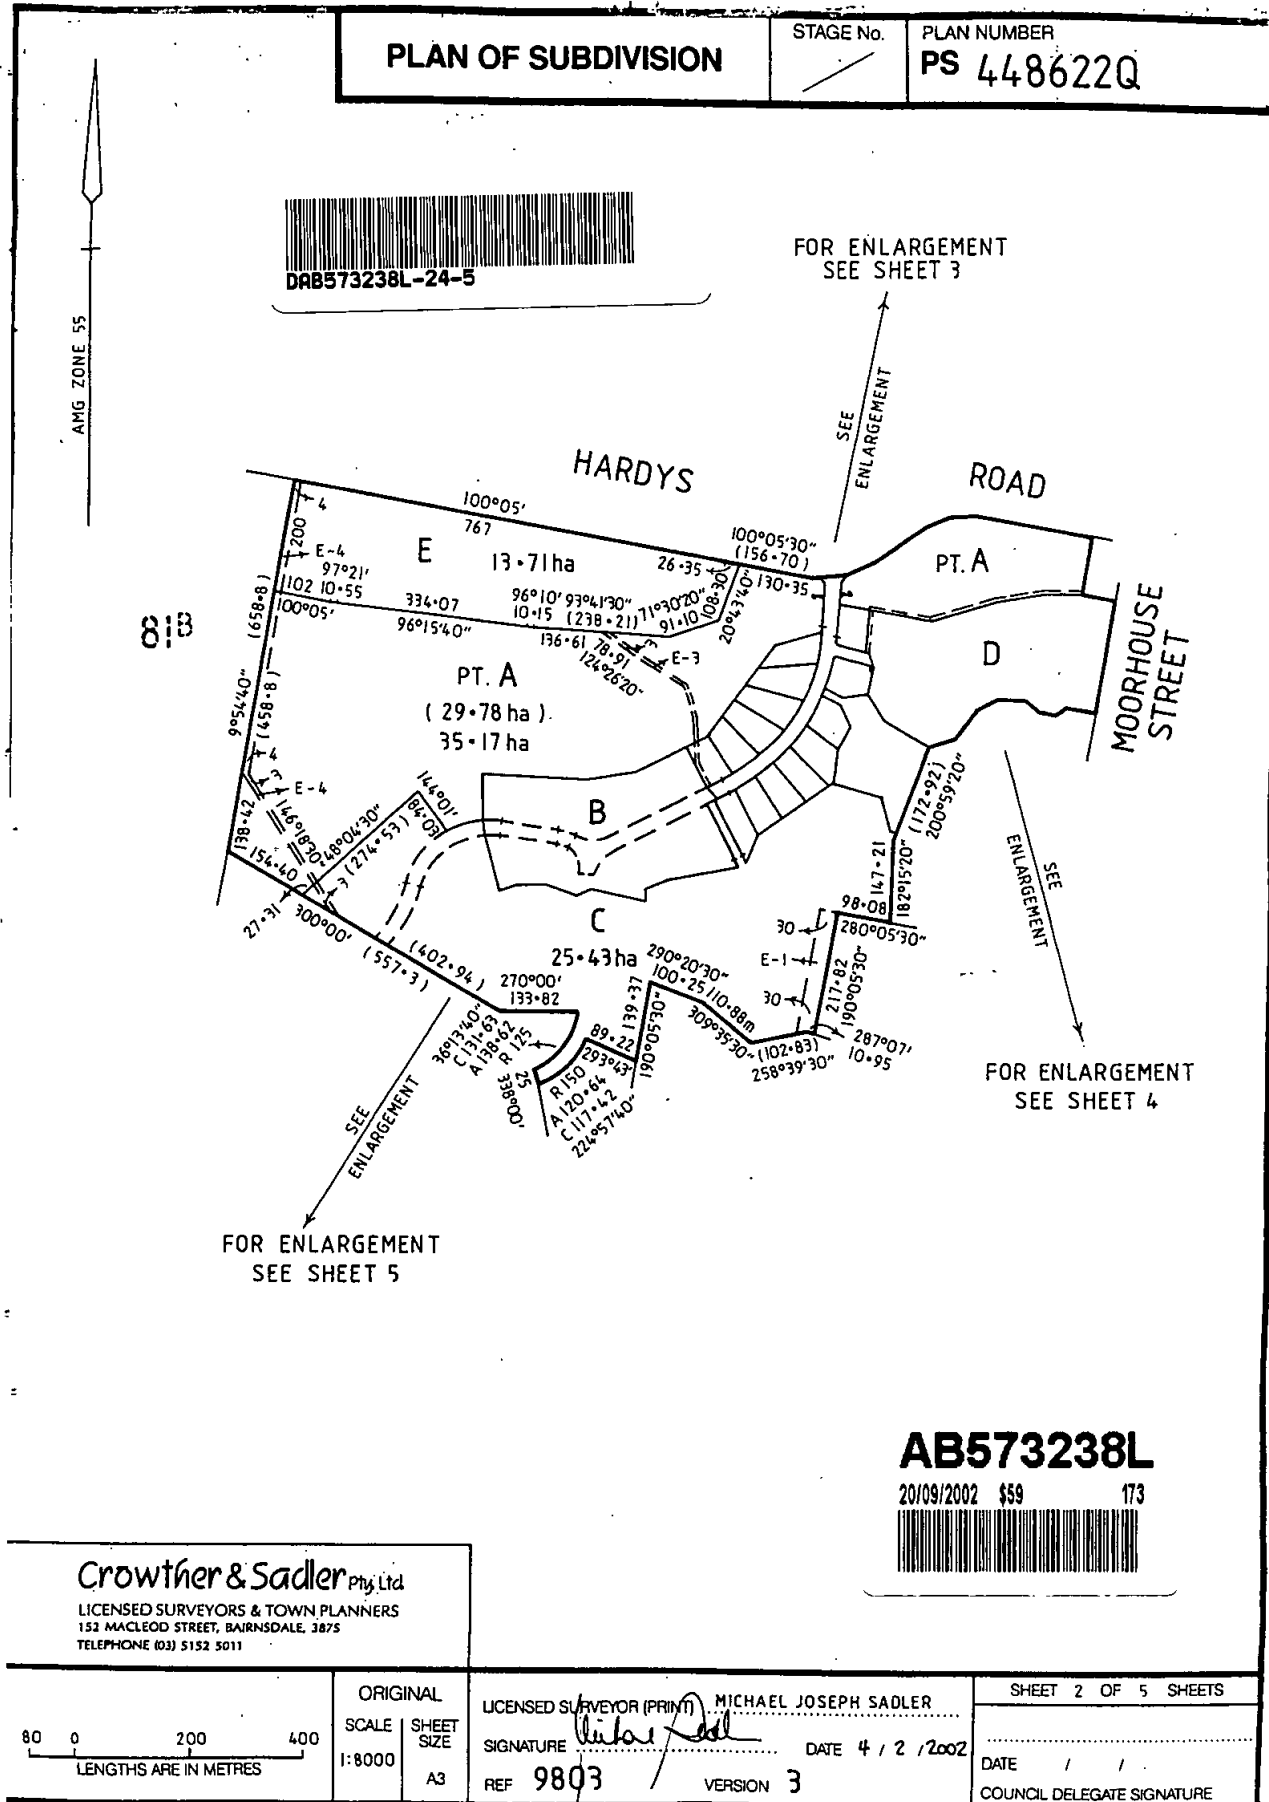 PLAN OF SUBDIVISION
STAGE No.
PLAN NUMBER
PS 448622Q
DAB573238L-24-5
AMG ZONE 55
FOR ENLARGEMENT
SEE SHEET 3
SEE
ENLARGEMENT
HARDYS
ROAD
MOORHOUSE
STREET
100°05'
767
100°05'30"
(156·70)
130·35
26·35
4
200
E-4
97°21'
102 10·55
100°05'
E
13·71ha
334·07
96°15'40"
96°10' 93°41'30"
10·15 (238·21)
71°30'20"
91·10
108·30
20°43'40"
136·61
78·91
124°26'20"
3
E-3
PT. A
D
81B
(658·8)
9°54'40"
(458·8)
PT. A
(29·78 ha)
35·17ha
4
3
E-4
146°18'30"
138·42
154·40
27·31
248°04'30"
(274·53)
144°01'
84·03
3
300°00'
(557·3)
(402·94)
B
C
25·43ha
(172·92)
200°59'20"
147·21
182°15'20"
98·08
280°05'30"
30
E-1
30
217·82
190°05'30"
287°07'
10·95
290°20'30"
100·25
110·88m
309°35'30"
(102·83)
258°39'30"
270°00'
133·82
139·37
190°05'30"
89·22
293°43'
36°13'40"
C 131·63
A 138·62
R 125
25
338°00'
R 150
A 120·64
C 117·42
224°57'40"
SEE
ENLARGEMENT
FOR ENLARGEMENT
SEE SHEET 4
SEE
ENLARGEMENT
FOR ENLARGEMENT
SEE SHEET 5
AB573238L
20/09/2002 $59 173
Crowther & Sadler Pty. Ltd
LICENSED SURVEYORS & TOWN PLANNERS
152 MACLEOD STREET, BAIRNSDALE, 3875
TELEPHONE (03) 5152 5011
80 0 200 400
LENGTHS ARE IN METRES
ORIGINAL
SCALE
1:8000
SHEET
SIZE
A3
LICENSED SURVEYOR (PRINT) MICHAEL JOSEPH SADLER
SIGNATURE DATE 4 / 2 / 2002
REF 9803 VERSION 3
SHEET 2 OF 5 SHEETS
DATE / /
COUNCIL DELEGATE SIGNATURE